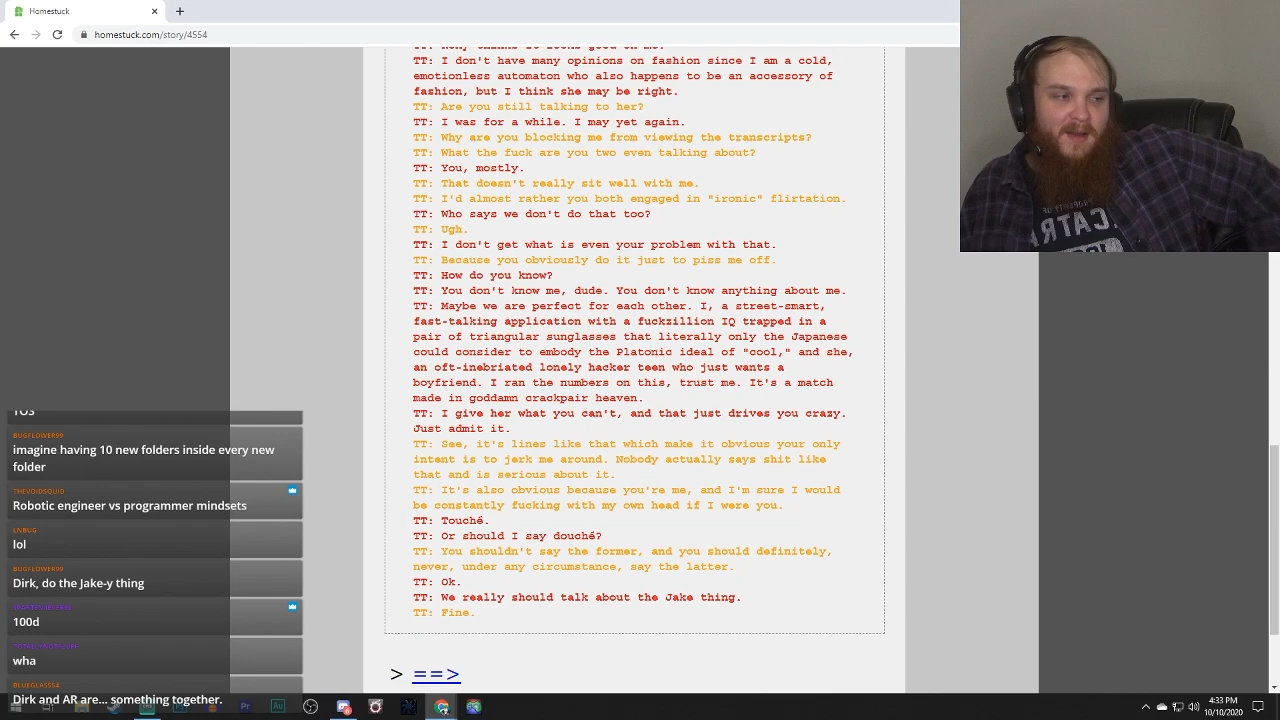 Homestuck
homestuck.com/story/4554
TT: I don't have many opinions on fashion since I am a cold,
emotionless automaton who also happens to be an accessory of
fashion, but I think she may be right.
TT: Are you still talking to her?
TT: I was for a while. I may yet again.
TT: Why are you blocking me from viewing the transcripts?
TT: What the fuck are you two even talking about?
TT: You, mostly.
TT: That doesn't really sit well with me.
TT: I'd almost rather you both engaged in "ironic" flirtation.
TT: Who says we don't do that too?
TT: Ugh.
TT: I don't get what is even your problem with that.
TT: Because you obviously do it just to piss me off.
TT: How do you know?
TT: You don't know me, dude. You don't know anything about me.
TT: Maybe we are perfect for each other. I, a street-smart,
fast-talking application with a fuckzillion IQ trapped in a
pair of triangular sunglasses that literally only the Japanese
could consider to embody the Platonic ideal of "cool," and she,
an oft-inebriated lonely hacker teen who just wants a
boyfriend. I ran the numbers on this, trust me. It's a match
made in goddamn crackpair heaven.
TT: I give her what you can't, and that just drives you crazy.
Just admit it.
TT: See, it's lines like that which make it obvious your only
intent is to jerk me around. Nobody actually says shit like
that and is serious about it.
TT: It's also obvious because you're me, and I'm sure I would
be constantly fucking with my own head if I were you.
TT: Touché.
TT: Or should I say douché?
TT: You shouldn't say the former, and you should definitely,
never, under any circumstance, say the latter.
TT: Ok.
TT: We really should talk about the Jake thing.
TT: Fine.
> ==>
TOS
BUGFLOWER99
imagine having 10 new folders inside every new
folder
THEVOIDSQUID
Robotic engineer vs programmer mindsets
LNBUG
lol
BUGFLOWER99
Dirk, do the Jake-y thing
100d
wha
BLUEGLASS54
Dirk and AR are... something together.
CATR
4:33 PM
10/10/2020